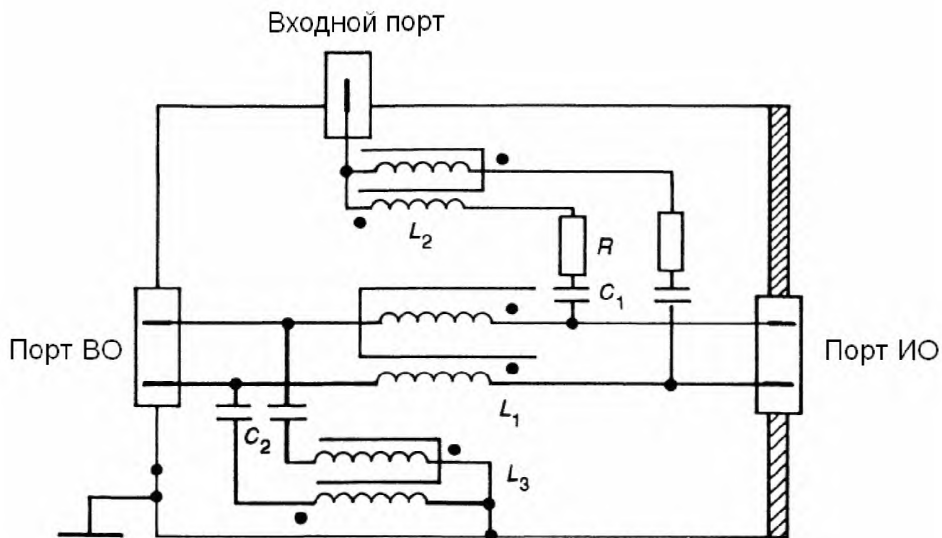 Входной порт
L2
R
C1
Порт ВО
Порт ИО
L1
C2
L3